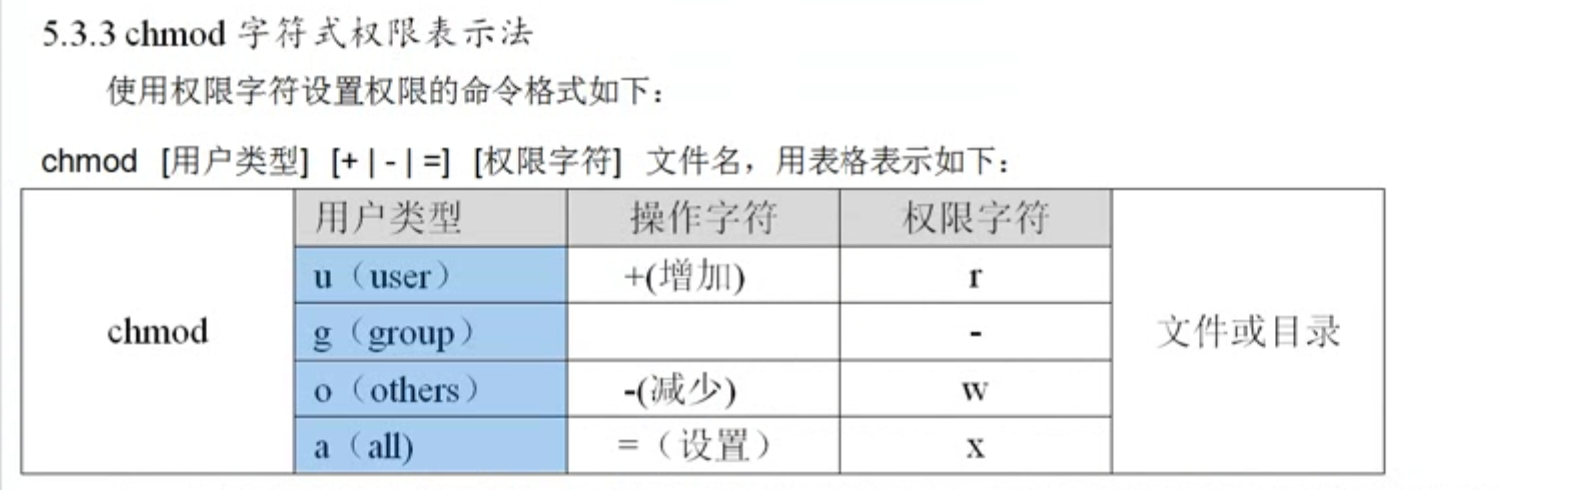 5.3.3 chmod 字符式权限表示法
使用权限字符设置权限的命令格式如下：
chmod [用户类型] [+ | - | =] [权限字符] 文件名，用表格表示如下：
用户类型 操作字符 权限字符
u（user） +(增加) r
g（group） -
chmod 文件或目录
o（others） -(减少) w
a（all) =（设置） x